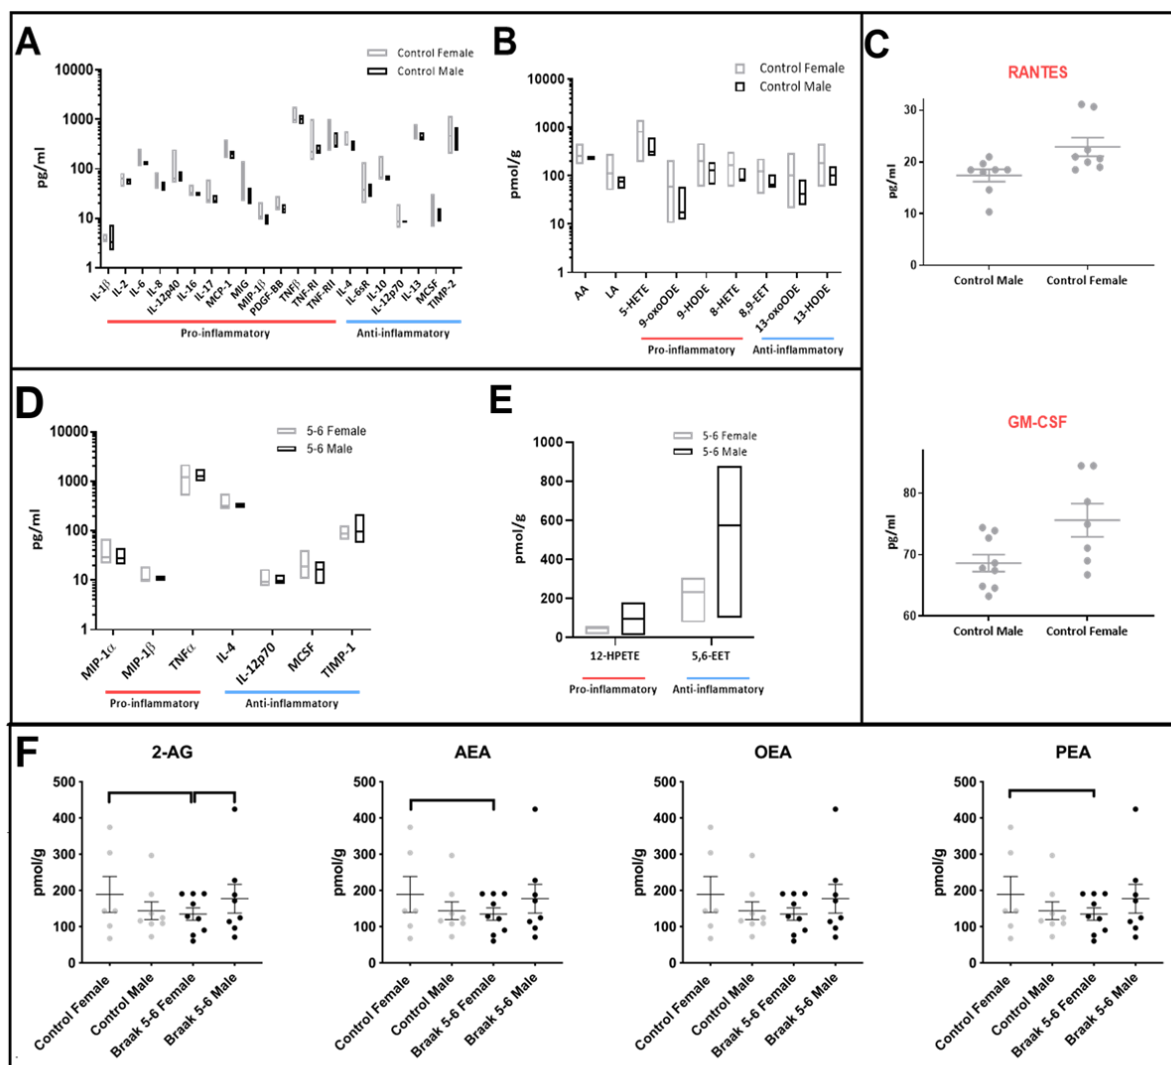 A
Control Female
Control Male
10000
1000
100
10
1
pg/ml
IL-1β
IL-2
IL-6
IL-8
IL-12p40
IL-16
IL-17
MCP-1
MIG
MIP-1β
PDGF-BB
TNFβ
TNF-RI
TNF-RII
IL-4
IL-6sR
IL-10
IL-12p70
IL-13
MCSF
TIMP-2
Pro-inflammatory
Anti-inflammatory
B
Control Female
Control Male
10000
1000
100
10
1
pmol/g
AA
LA
5-HETE
9-oxoODE
9-HODE
8-HETE
8,9-EET
13-oxoODE
13-HODE
Pro-inflammatory
Anti-inflammatory
C
RANTES
30
20
10
0
pg/ml
Control Male
Control Female
GM-CSF
80
70
60
pg/ml
Control Male
Control Female
D
5-6 Female
5-6 Male
10000
1000
100
10
1
pg/ml
MIP-1α
MIP-1β
TNFα
IL-4
IL-12p70
MCSF
TIMP-1
Pro-inflammatory
Anti-inflammatory
E
5-6 Female
5-6 Male
1000
800
600
400
200
0
pmol/g
12-HPETE
5,6-EET
Pro-inflammatory
Anti-inflammatory
F
2-AG
500
400
300
200
100
0
pmol/g
Control Female
Control Male
Braak 5-6 Female
Braak 5-6 Male
AEA
500
400
300
200
100
0
pmol/g
Control Female
Control Male
Braak 5-6 Female
Braak 5-6 Male
OEA
500
400
300
200
100
0
pmol/g
Control Female
Control Male
Braak 5-6 Female
Braak 5-6 Male
PEA
500
400
300
200
100
0
pmol/g
Control Female
Control Male
Braak 5-6 Female
Braak 5-6 Male